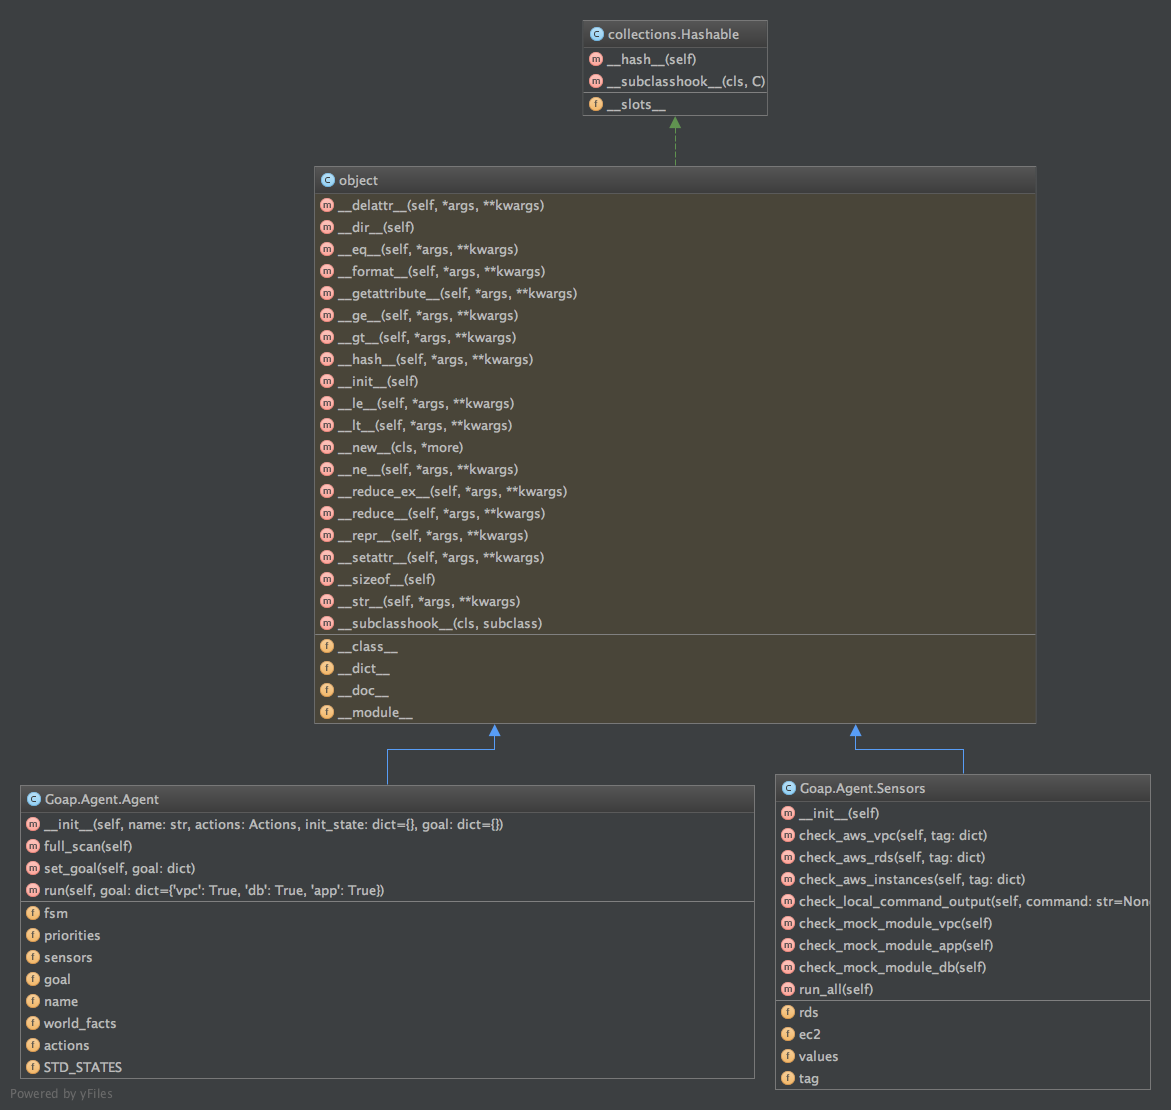 collections.Hashable
__hash__(self)
__subclasshook__(cls, C)
__slots__
object
__delattr__(self, *args, **kwargs)
__dir__(self)
__eq__(self, *args, **kwargs)
__format__(self, *args, **kwargs)
__getattribute__(self, *args, **kwargs)
__ge__(self, *args, **kwargs)
__gt__(self, *args, **kwargs)
__hash__(self, *args, **kwargs)
__init__(self)
__le__(self, *args, **kwargs)
__lt__(self, *args, **kwargs)
__new__(cls, *more)
__ne__(self, *args, **kwargs)
__reduce_ex__(self, *args, **kwargs)
__reduce__(self, *args, **kwargs)
__repr__(self, *args, **kwargs)
__setattr__(self, *args, **kwargs)
__sizeof__(self)
__str__(self, *args, **kwargs)
__subclasshook__(cls, subclass)
__class__
__dict__
__doc__
__module__
Goap.Agent.Agent
__init__(self, name: str, actions: Actions, init_state: dict={}, goal: dict={})
full_scan(self)
set_goal(self, goal: dict)
run(self, goal: dict={'vpc': True, 'db': True, 'app': True})
fsm
priorities
sensors
goal
name
world_facts
actions
STD_STATES
Goap.Agent.Sensors
__init__(self)
check_aws_vpc(self, tag: dict)
check_aws_rds(self, tag: dict)
check_aws_instances(self, tag: dict)
check_local_command_output(self, command: str=Non
check_mock_module_vpc(self)
check_mock_module_app(self)
check_mock_module_db(self)
run_all(self)
rds
ec2
values
tag
Powered by yFiles